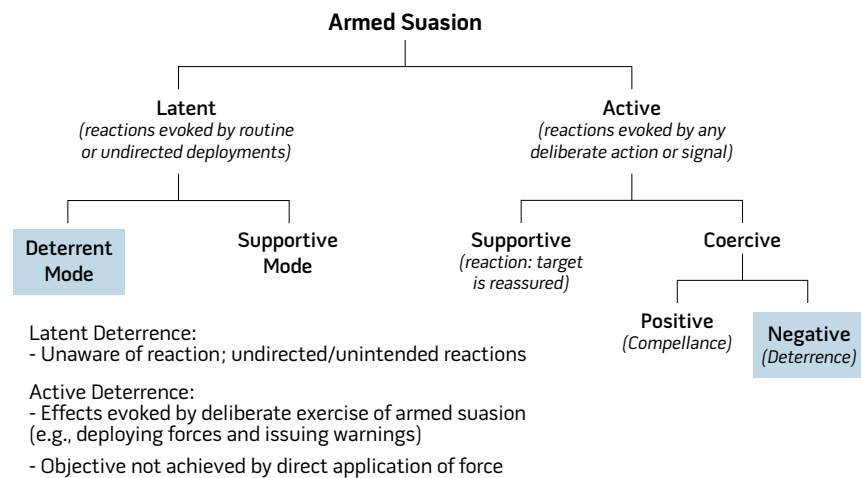 Armed Suasion
Latent
(reactions evoked by routine
or undirected deployments)
Active
(reactions evoked by any
deliberate action or signal)
Deterrent
Mode
Supportive
Mode
Supportive
(reaction: target
is reassured)
Coercive
Positive
(Compellance)
Negative
(Deterrence)
Latent Deterrence:
- Unaware of reaction; undirected/unintended reactions
Active Deterrence:
- Effects evoked by deliberate exercise of armed suasion
(e.g., deploying forces and issuing warnings)
- Objective not achieved by direct application of force